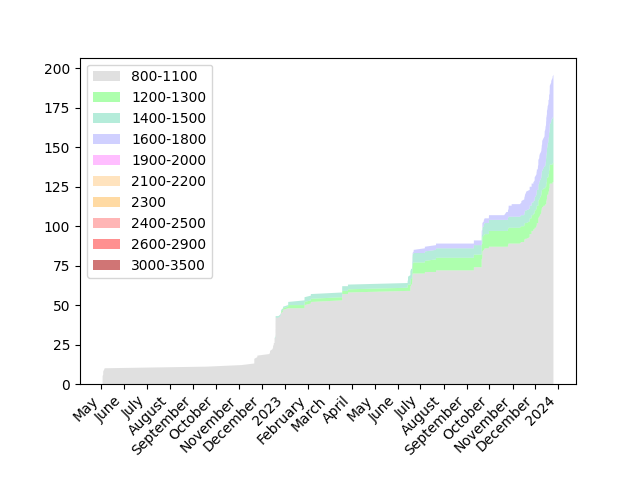 200
175
150
125
100
75
50
25
0
800-1100
1200-1300
1400-1500
1600-1800
1900-2000
2100-2200
2300
2400-2500
2600-2900
3000-3500
May
June
July
August
September
October
November
December
2023
February
March
April
May
June
July
August
September
October
November
December
2024